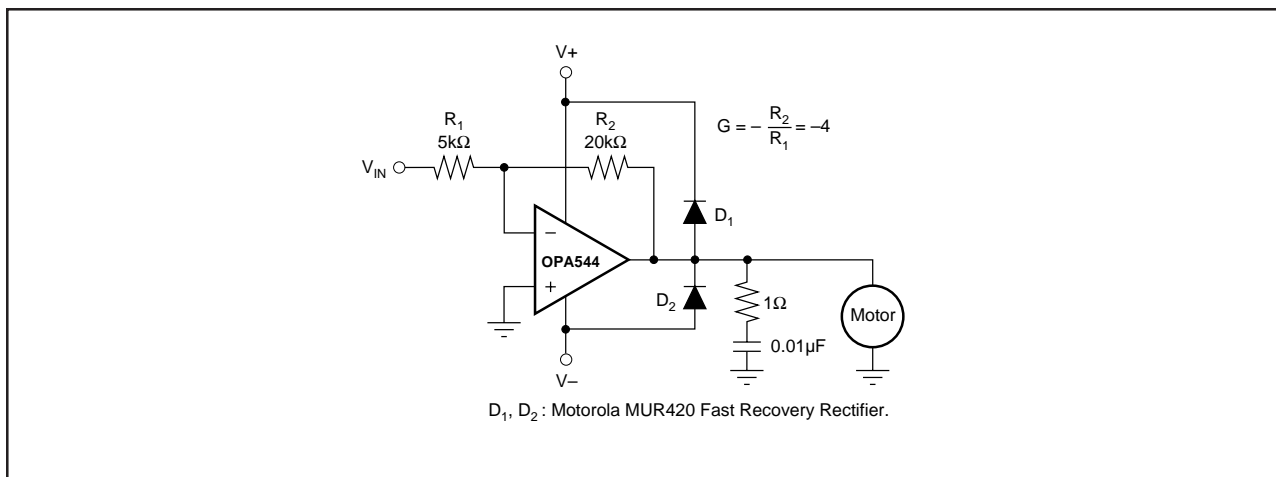 V+
R1
5kΩ
R2
20kΩ
G = – R2/R1 = –4
VIN
–
D1
OPA544
+
D2
1Ω
Motor
0.01µF
V–
D1, D2 : Motorola MUR420 Fast Recovery Rectifier.